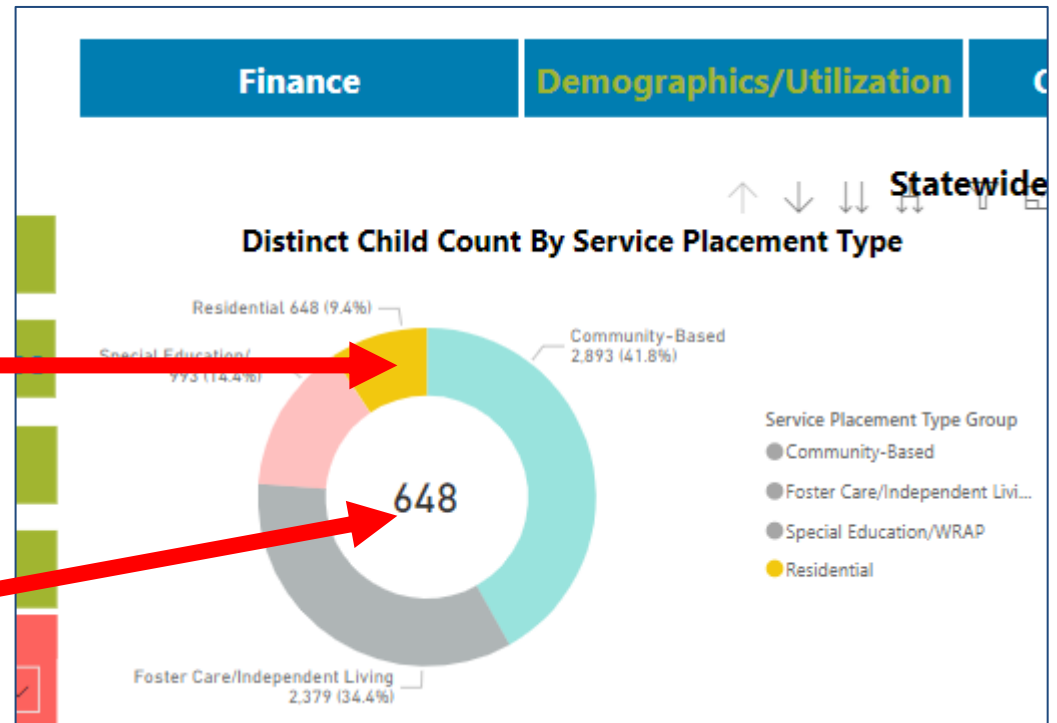 Finance
Demographics/Utilization
Statewide
Distinct Child Count By Service Placement Type
Residential 648 (9.4%)
Community-Based
2,893 (41.8%)
Special Education/...
993 (14.4%)
648
Foster Care/Independent Living
2,379 (34.4%)
Service Placement Type Group
Community-Based
Foster Care/Independent Livi...
Special Education/WRAP
Residential